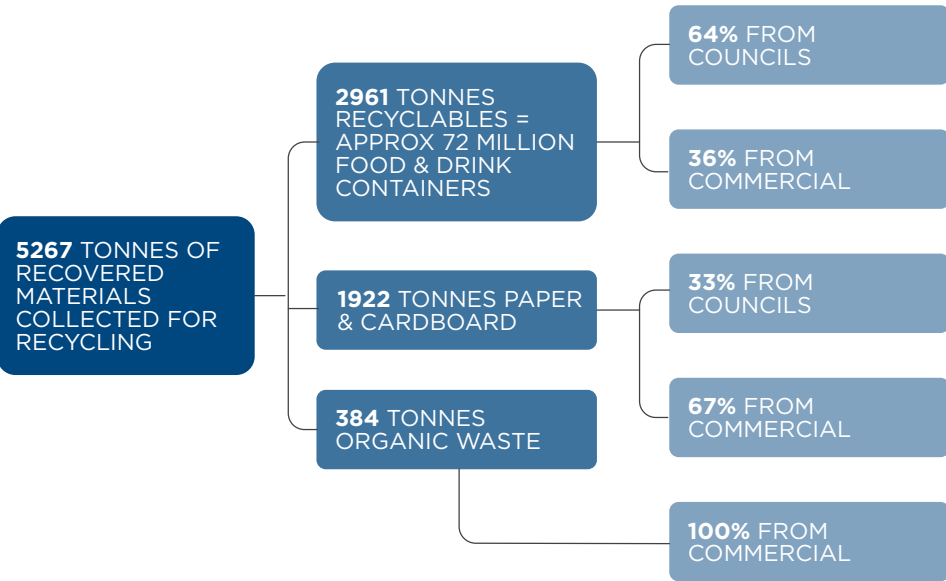 5267 TONNES OF
RECOVERED
MATERIALS
COLLECTED FOR
RECYCLING
2961 TONNES
RECYCLABLES =
APPROX 72 MILLION
FOOD & DRINK
CONTAINERS
64% FROM
COUNCILS
36% FROM
COMMERCIAL
1922 TONNES PAPER
& CARDBOARD
33% FROM
COUNCILS
67% FROM
COMMERCIAL
384 TONNES
ORGANIC WASTE
100% FROM
COMMERCIAL